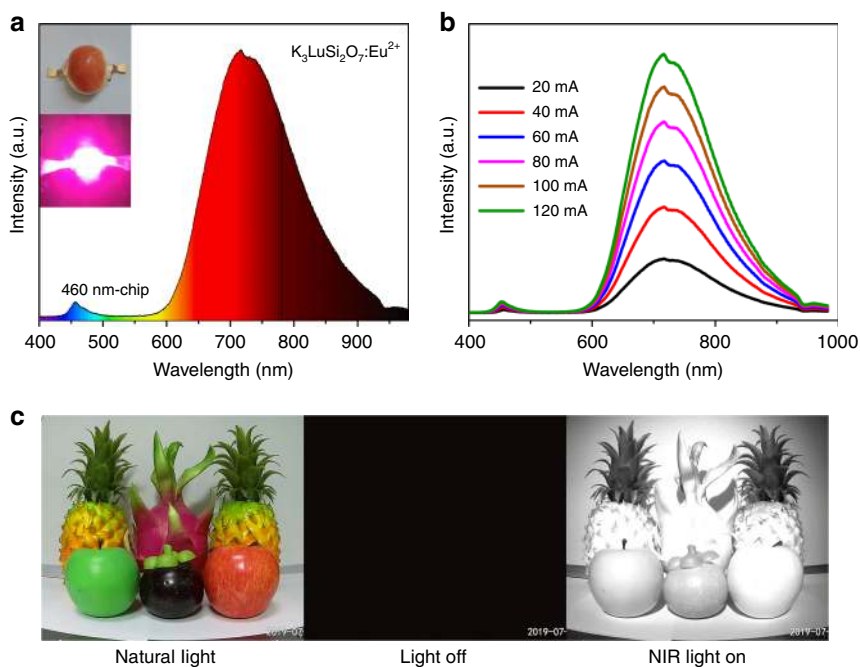 a
K₃LuSi₂O₇:Eu²⁺
460 nm-chip
Intensity (a.u.)
400 500 600 700 800 900
Wavelength (nm)
b
20 mA
40 mA
60 mA
80 mA
100 mA
120 mA
Intensity (a.u.)
400 600 800 1000
Wavelength (nm)
c
2019-07-
2019-07-
2019-07-
Natural light
Light off
NIR light on